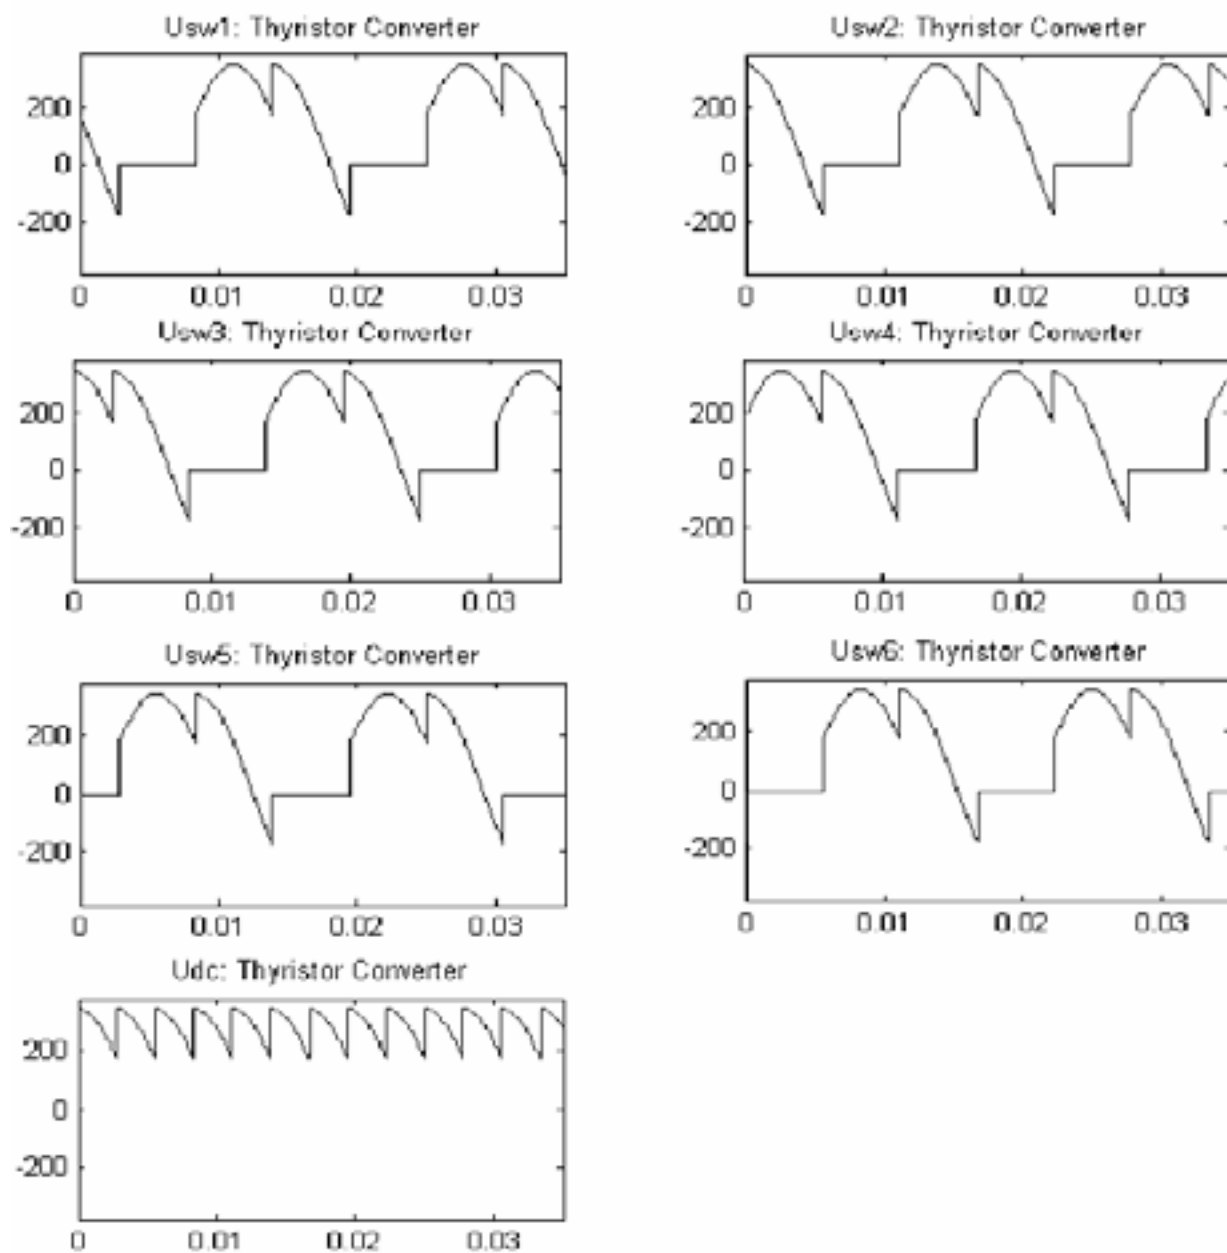 Usw1: Thyristor Converter
200
0
-200
0 0.01 0.02 0.03
Usw2: Thyristor Converter
200
0
-200
0 0.01 0.02 0.03
Usw3: Thyristor Converter
200
0
-200
0 0.01 0.02 0.03
Usw4: Thyristor Converter
200
0
-200
0 0.01 0.02 0.03
Usw5: Thyristor Converter
200
0
-200
0 0.01 0.02 0.03
Usw6: Thyristor Converter
200
0
-200
0 0.01 0.02 0.03
Udc: Thyristor Converter
200
0
-200
0 0.01 0.02 0.03